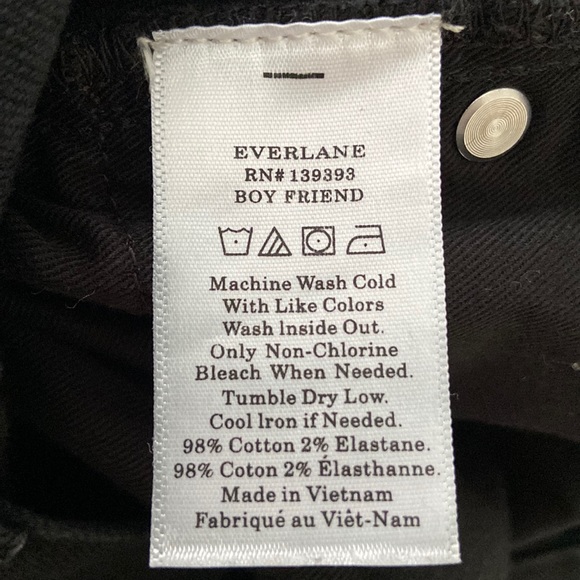 EVERLANE
RN# 139393
BOY FRIEND
Machine Wash Cold
With Like Colors
Wash Inside Out.
Only Non-Chlorine
Bleach When Needed.
Tumble Dry Low.
Cool Iron if Needed.
98% Cotton 2% Elastane.
98% Coton 2% Élasthanne.
Made in Vietnam
Fabriqué au Viêt-Nam